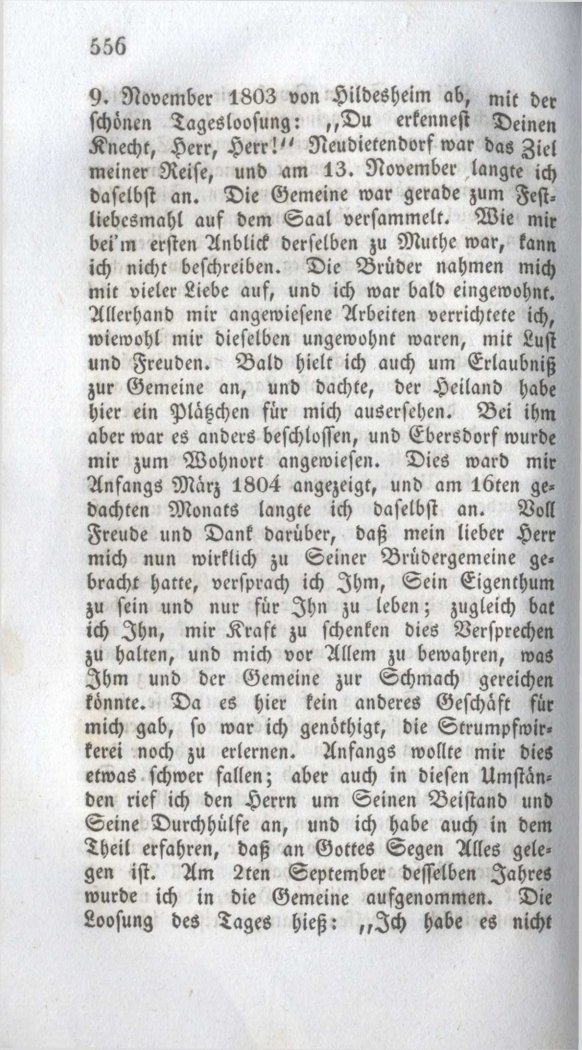 556
9. November 1803 von Hildesheim ab, mit der
schönen Tagesloosung: ,,Du erkennest Deinen
Knecht, Herr, Herr!“ Neudietendorf war das Ziel
meiner Reise, und am 13. November langte ich
daselbst an. Die Gemeine war gerade zum Fest-
liebesmahl auf dem Saal versammelt. Wie mir
bei'm ersten Anblick derselben zu Muthe war, kann
ich nicht beschreiben. Die Brüder nahmen mich
mit vieler Liebe auf, und ich war bald eingewohnt.
Allerhand mir angewiesene Arbeiten verrichtete ich,
wiewohl mir dieselben ungewohnt waren, mit Lust
und Freuden. Bald hielt ich auch um Erlaubniß
zur Gemeine an, und dachte, der Heiland habe
hier ein Plätzchen für mich ausersehen. Bei ihm
aber war es anders beschlossen, und Ebersdorf wurde
mir zum Wohnort angewiesen. Dies ward mir
Anfangs März 1804 angezeigt, und am 16ten ge-
dachten Monats langte ich daselbst an. Voll
Freude und Dank darüber, daß mein lieber Herr
mich nun wirklich zu Seiner Brüdergemeine ge-
bracht hatte, versprach ich Ihm, Sein Eigenthum
zu sein und nur für Ihn zu leben; zugleich bat
ich Ihn, mir Kraft zu schenken dies Versprechen
zu halten, und mich vor Allem zu bewahren, was
Ihm und der Gemeine zur Schmach gereichen
könnte. Da es hier kein anderes Geschäft für
mich gab, so war ich genöthigt, die Strumpfwir-
kerei noch zu erlernen. Anfangs wollte mir dies
etwas schwer fallen; aber auch in diesen Umstän-
den rief ich den Herrn um Seinen Beistand und
Seine Durchhülfe an, und ich habe auch in dem
Theil erfahren, daß an Gottes Segen Alles gele-
gen ist. Am 2ten September desselben Jahres
wurde ich in die Gemeine aufgenommen. Die
Loosung des Tages hieß: ,,Ich habe es nicht